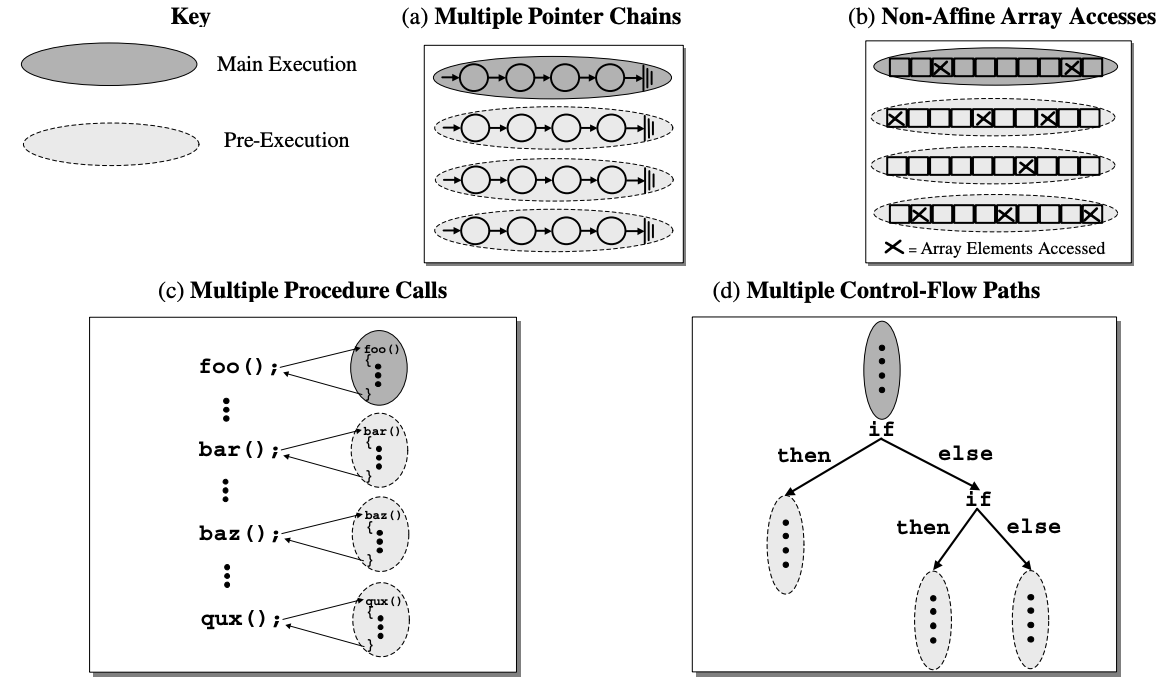 Key
Main Execution
Pre-Execution
(a) Multiple Pointer Chains
(b) Non-Affine Array Accesses
= Array Elements Accessed
(c) Multiple Procedure Calls
foo();
foo()
{
}
bar();
bar()
{
}
baz();
baz()
{
}
qux();
qux()
{
}
(d) Multiple Control-Flow Paths
if
then
else
if
then
else